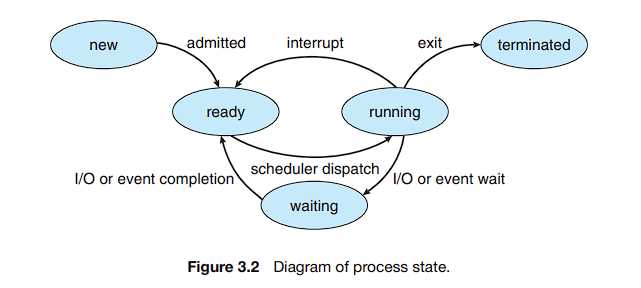 new
admitted
interrupt
exit
terminated
ready
running
scheduler dispatch
I/O or event completion
I/O or event wait
waiting
Figure 3.2 Diagram of process state.